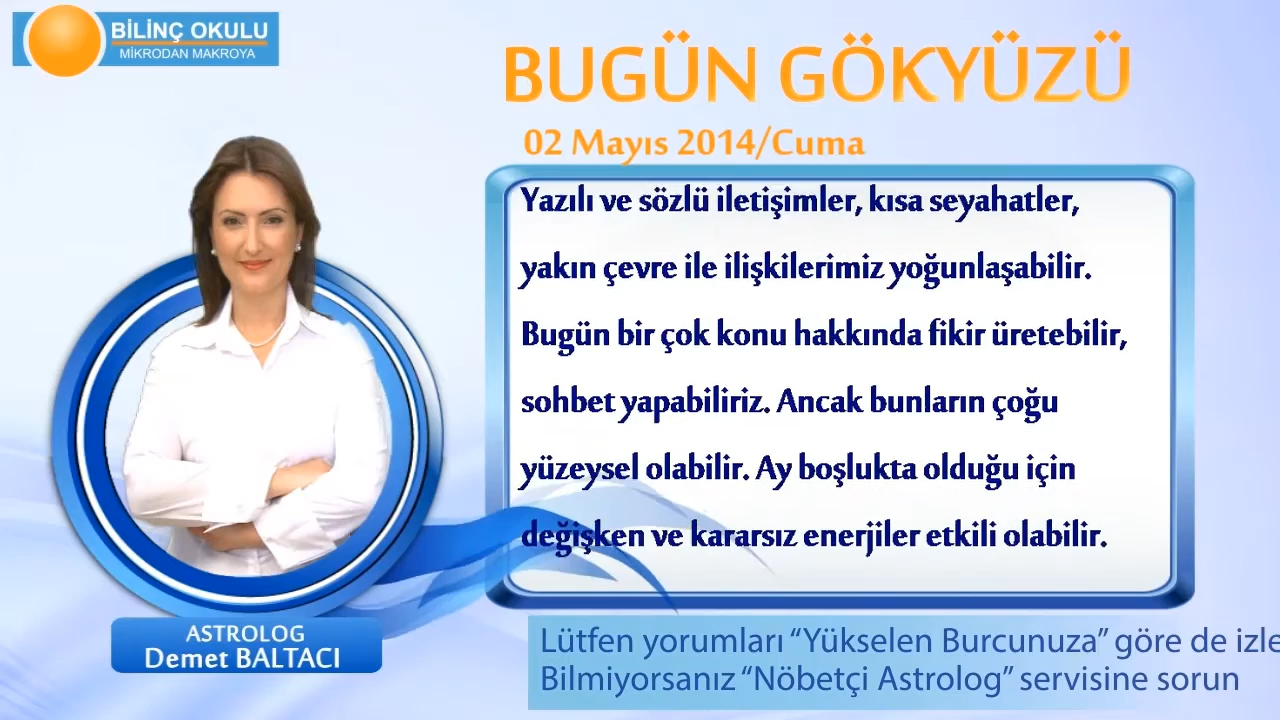 BİLİNÇ OKULU
MİKRODAN MAKROYA
BUGÜN GÖKYÜZÜ
02 Mayıs 2014/Cuma
Yazılı ve sözlü iletişimler, kısa seyahatler,
yakın çevre ile ilişkilerimiz yoğunlaşabilir.
Bugün bir çok konu hakkında fikir üretebilir,
sohbet yapabiliriz. Ancak bunların çoğu
yüzeysel olabilir. Ay boşlukta olduğu için
değişken ve kararsız enerjiler etkili olabilir.
ASTROLOG
Demet BALTACI
Lütfen yorumları “Yükselen Burcunuza” göre de izle
Bilmiyorsanız “Nöbetçi Astrolog” servisine sorun